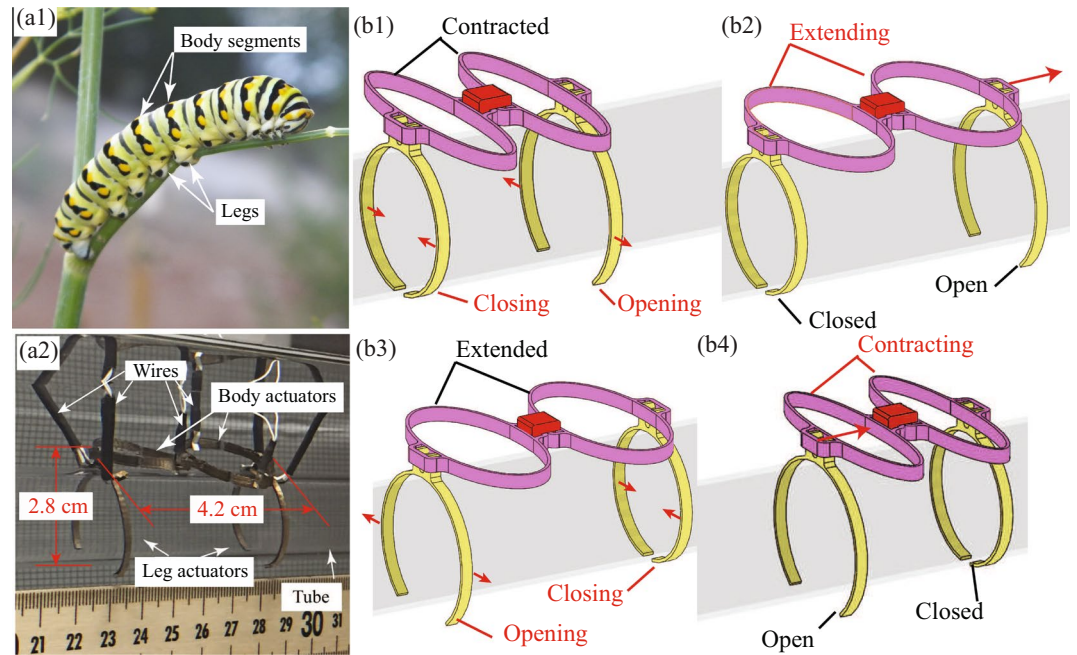 (a1)
Body segments
Legs
(b1)
Contracted
Closing
Opening
(b2)
Extending
Open
Closed
(a2)
Wires
Body actuators
2.8 cm
4.2 cm
Leg actuators
Tube
21 22 23 24 25 26 27 28 29 30 31
(b3)
Extended
Closing
Opening
(b4)
Contracting
Closed
Open